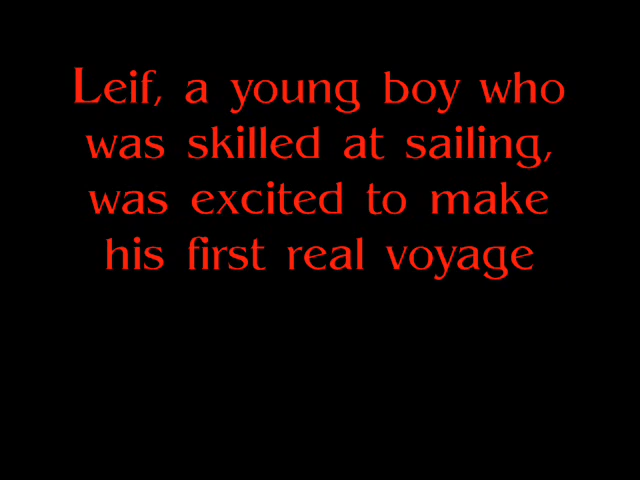 Leif, a young boy who
was skilled at sailing,
was excited to make
his first real voyage